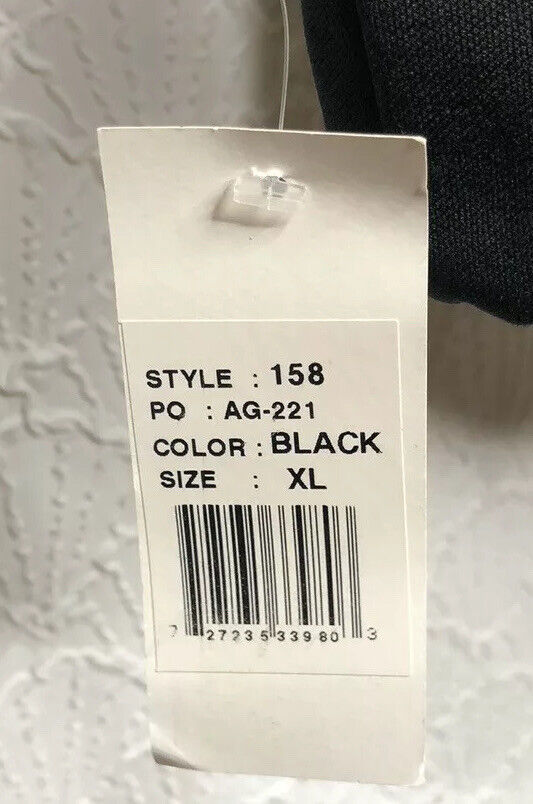 STYLE : 158
PO : AG-221
COLOR : BLACK
SIZE : XL
7 27235 33980 3